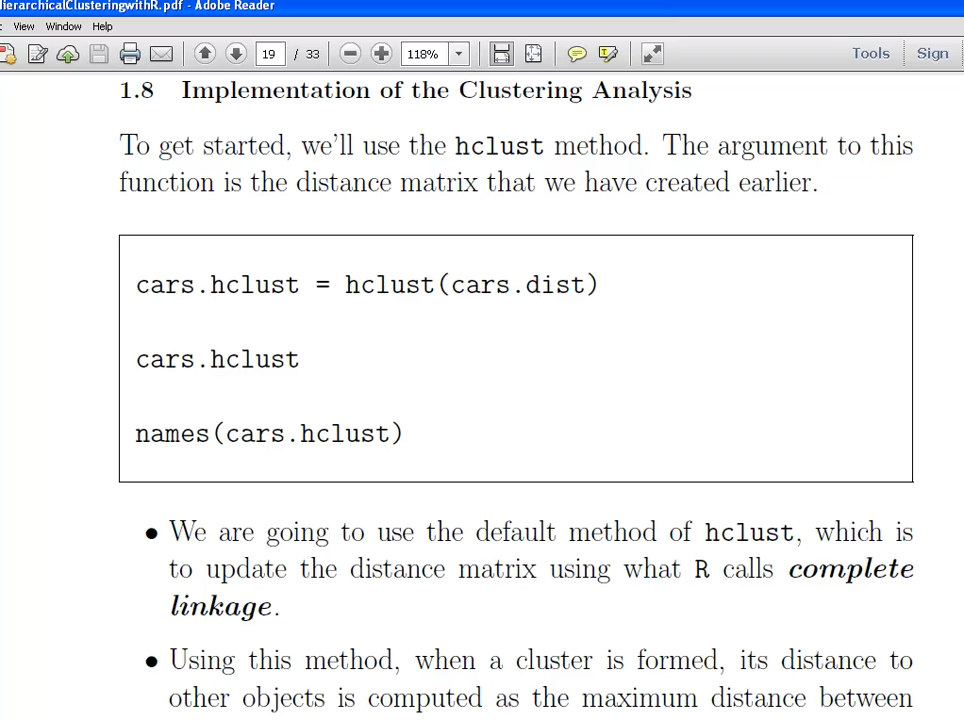 ierarchicalClusteringwithR.pdf - Adobe Reader
View Window Help
19 / 33 118% Tools Sign
1.8 Implementation of the Clustering Analysis
To get started, we'll use the hclust method. The argument to this
function is the distance matrix that we have created earlier.
cars.hclust = hclust(cars.dist)
cars.hclust
names(cars.hclust)
• We are going to use the default method of hclust, which is
to update the distance matrix using what R calls complete
linkage.
• Using this method, when a cluster is formed, its distance to
other objects is computed as the maximum distance between